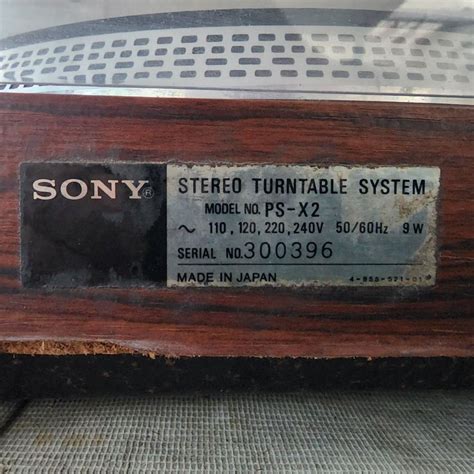 SONY®
STEREO TURNTABLE SYSTEM
MODEL NO. PS-X2
~ 110, 120, 220, 240V 50/60Hz 9W
SERIAL NO. 300396
MADE IN JAPAN